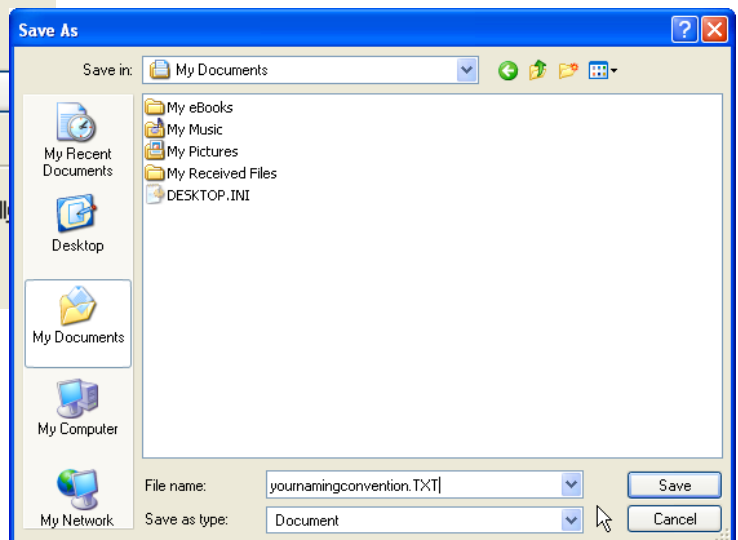 Save As
Save in: My Documents
My Recent
Documents
Desktop
My Documents
My Computer
My Network
My eBooks
My Music
My Pictures
My Received Files
DESKTOP.INI
File name: yournamingconvention.TXT
Save
Save as type: Document
Cancel